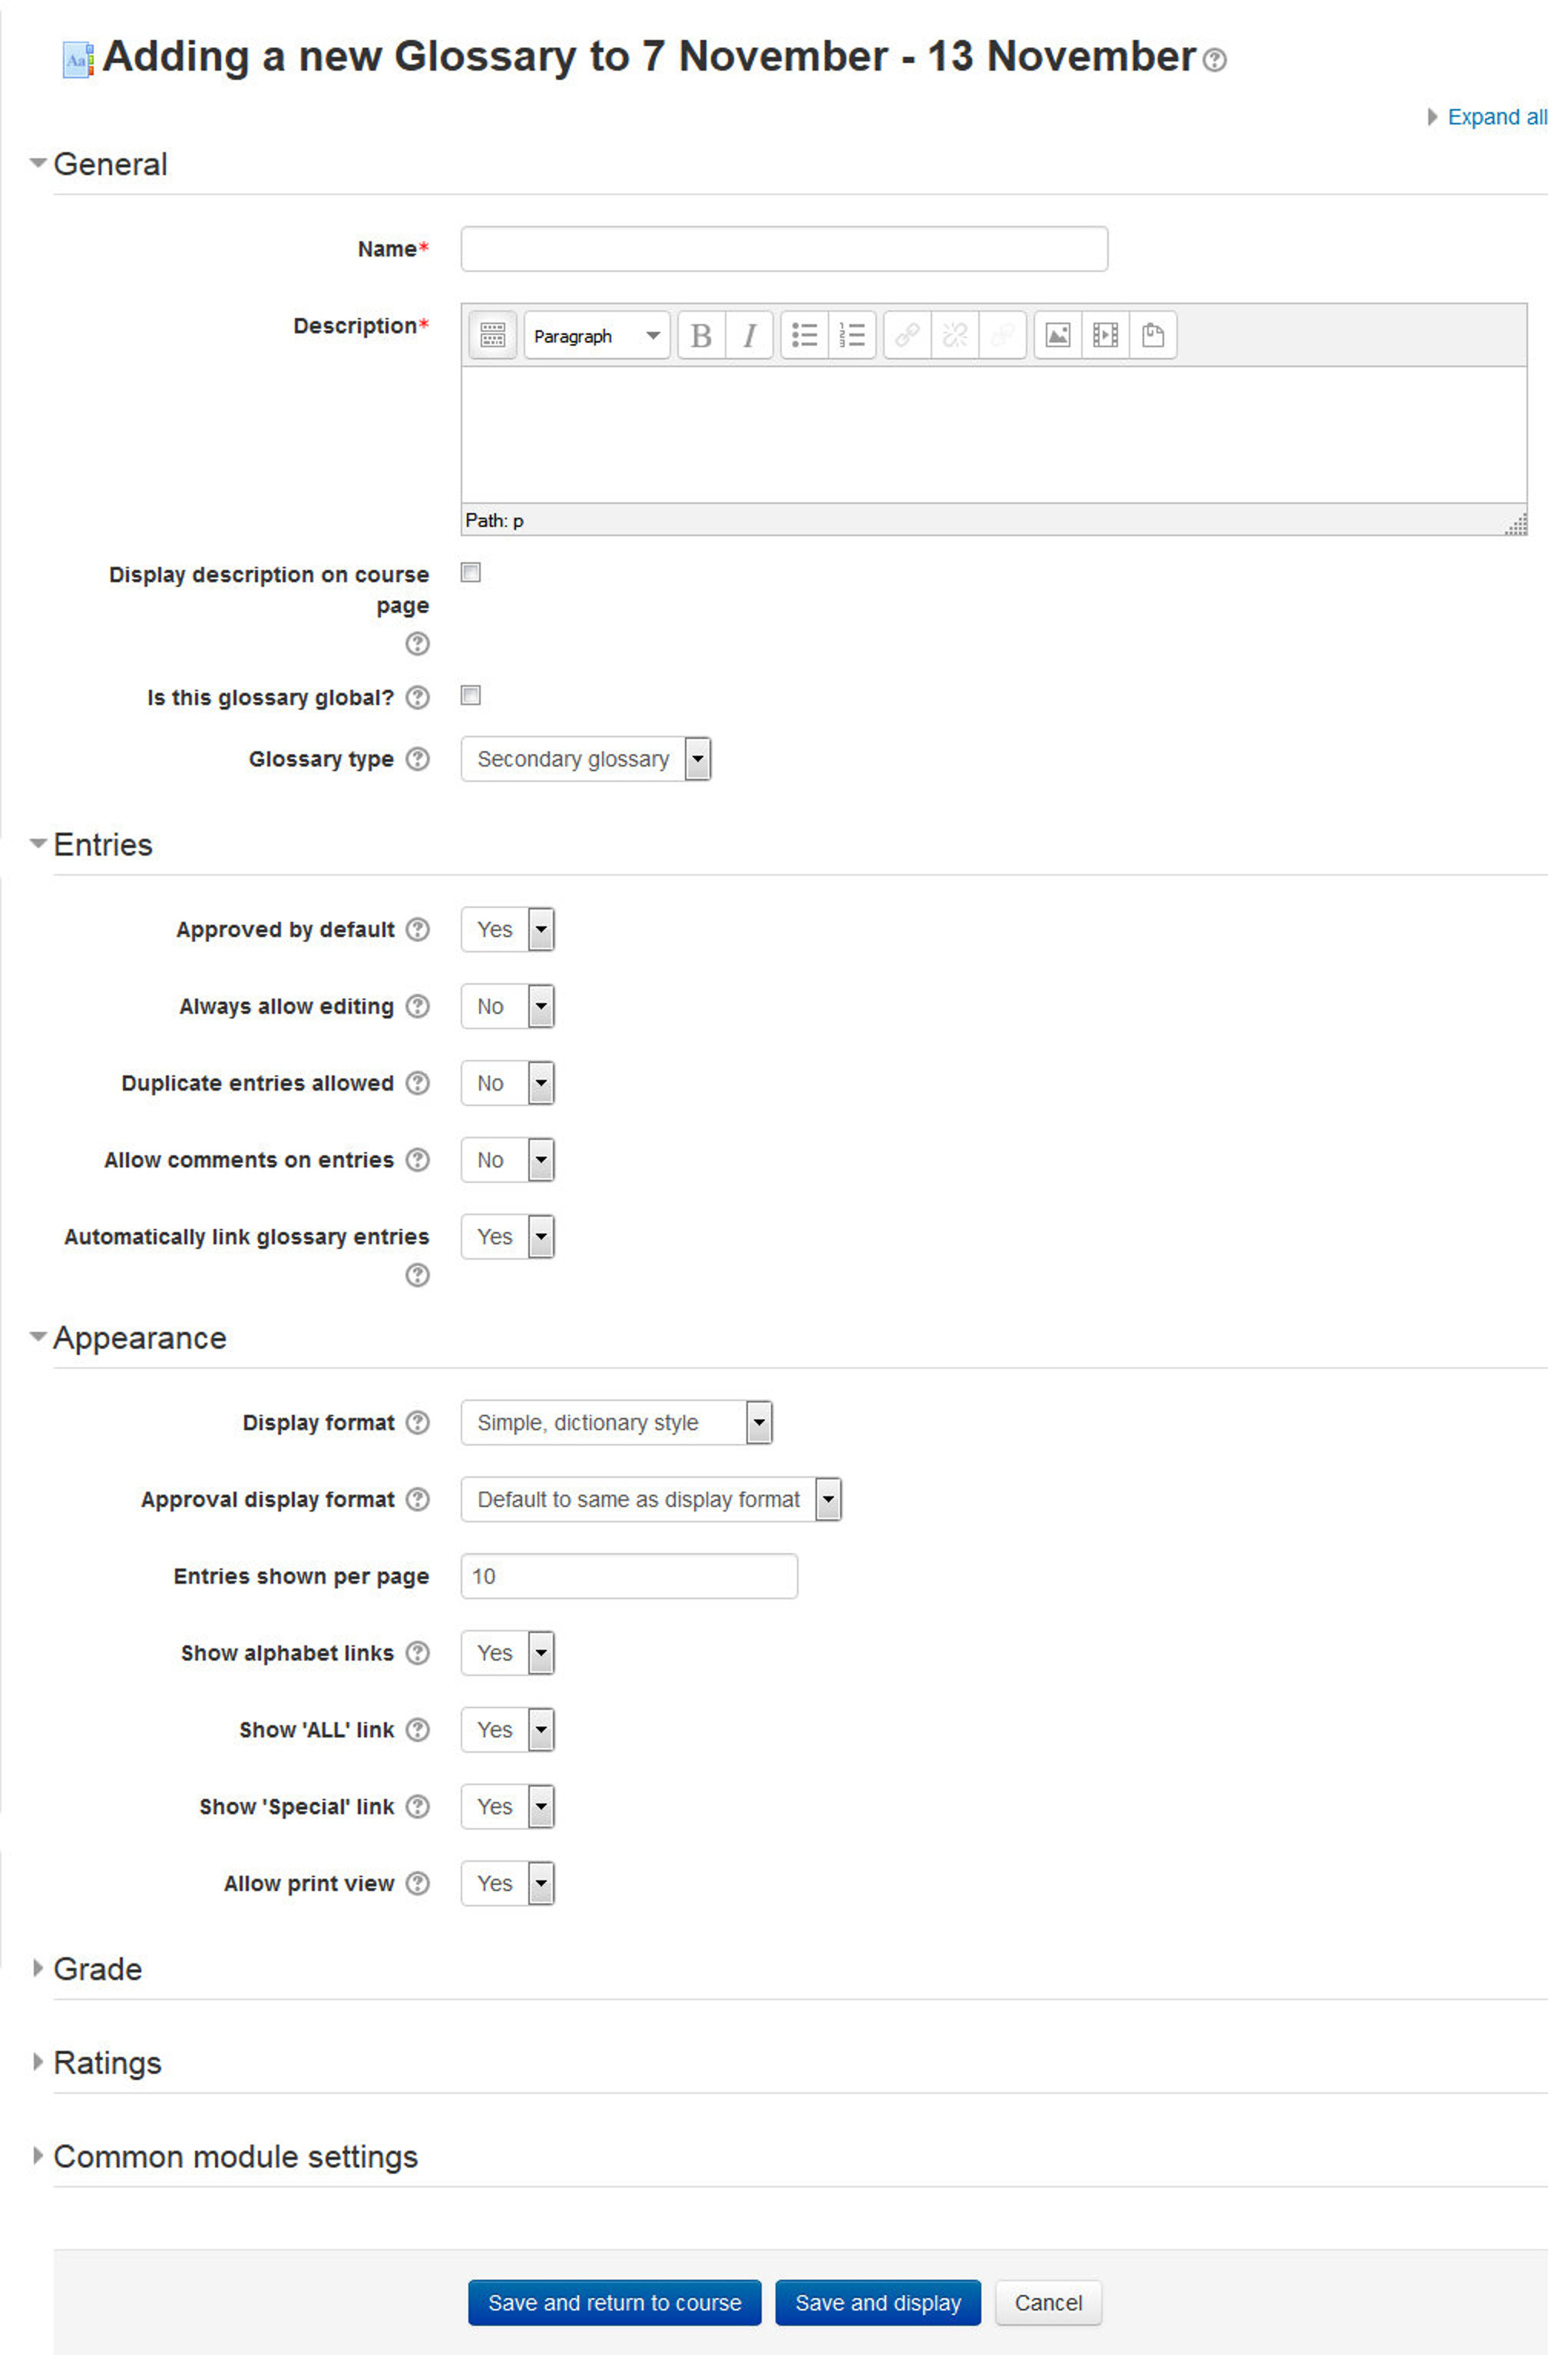 Adding a new Glossary to 7 November - 13 November
Expand all
General
Name*
Description*
Paragraph
B I
Path: p
Display description on course
page
Is this glossary global?
Glossary type Secondary glossary
Entries
Approved by default Yes
Always allow editing No
Duplicate entries allowed No
Allow comments on entries No
Automatically link glossary entries Yes
Appearance
Display format Simple, dictionary style
Approval display format Default to same as display format
Entries shown per page 10
Show alphabet links Yes
Show 'ALL' link Yes
Show 'Special' link Yes
Allow print view Yes
Grade
Ratings
Common module settings
Save and return to course Save and display Cancel